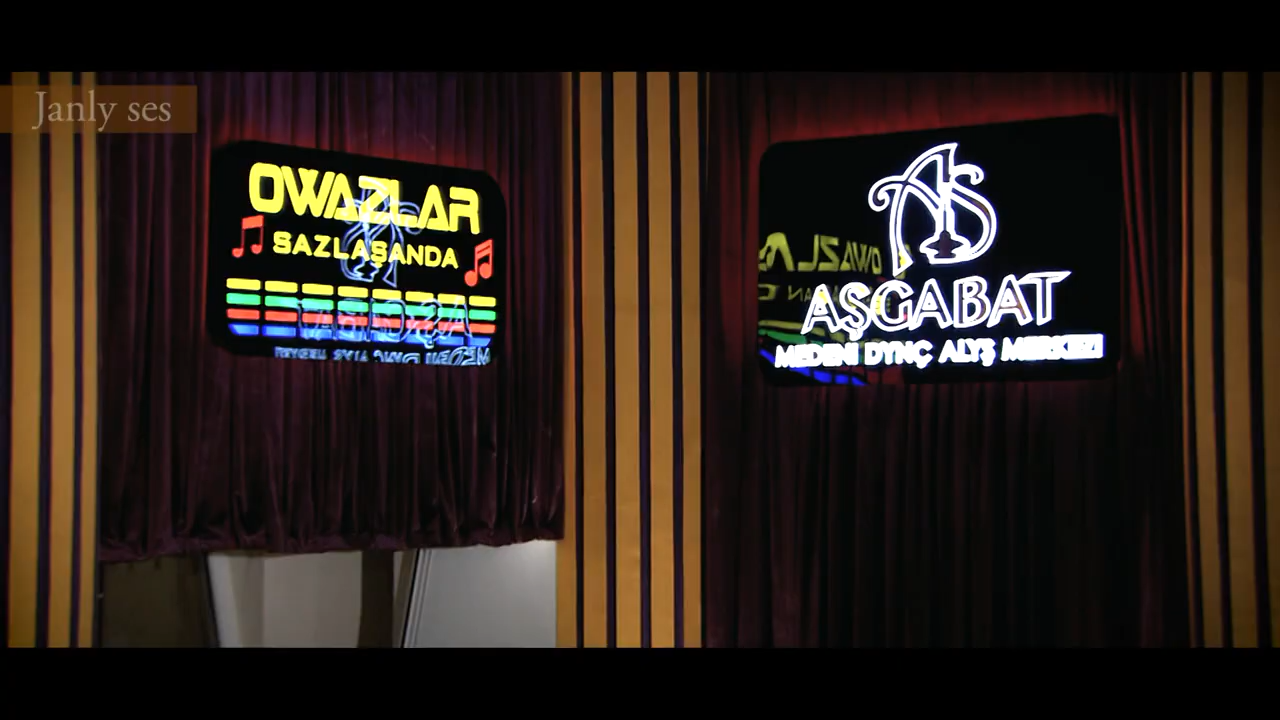 Janly ses
OWAZLAR
SAZLAŞANDA
AŞGABAT
MEDENI DYNÇ ALYŞ MERKEZI